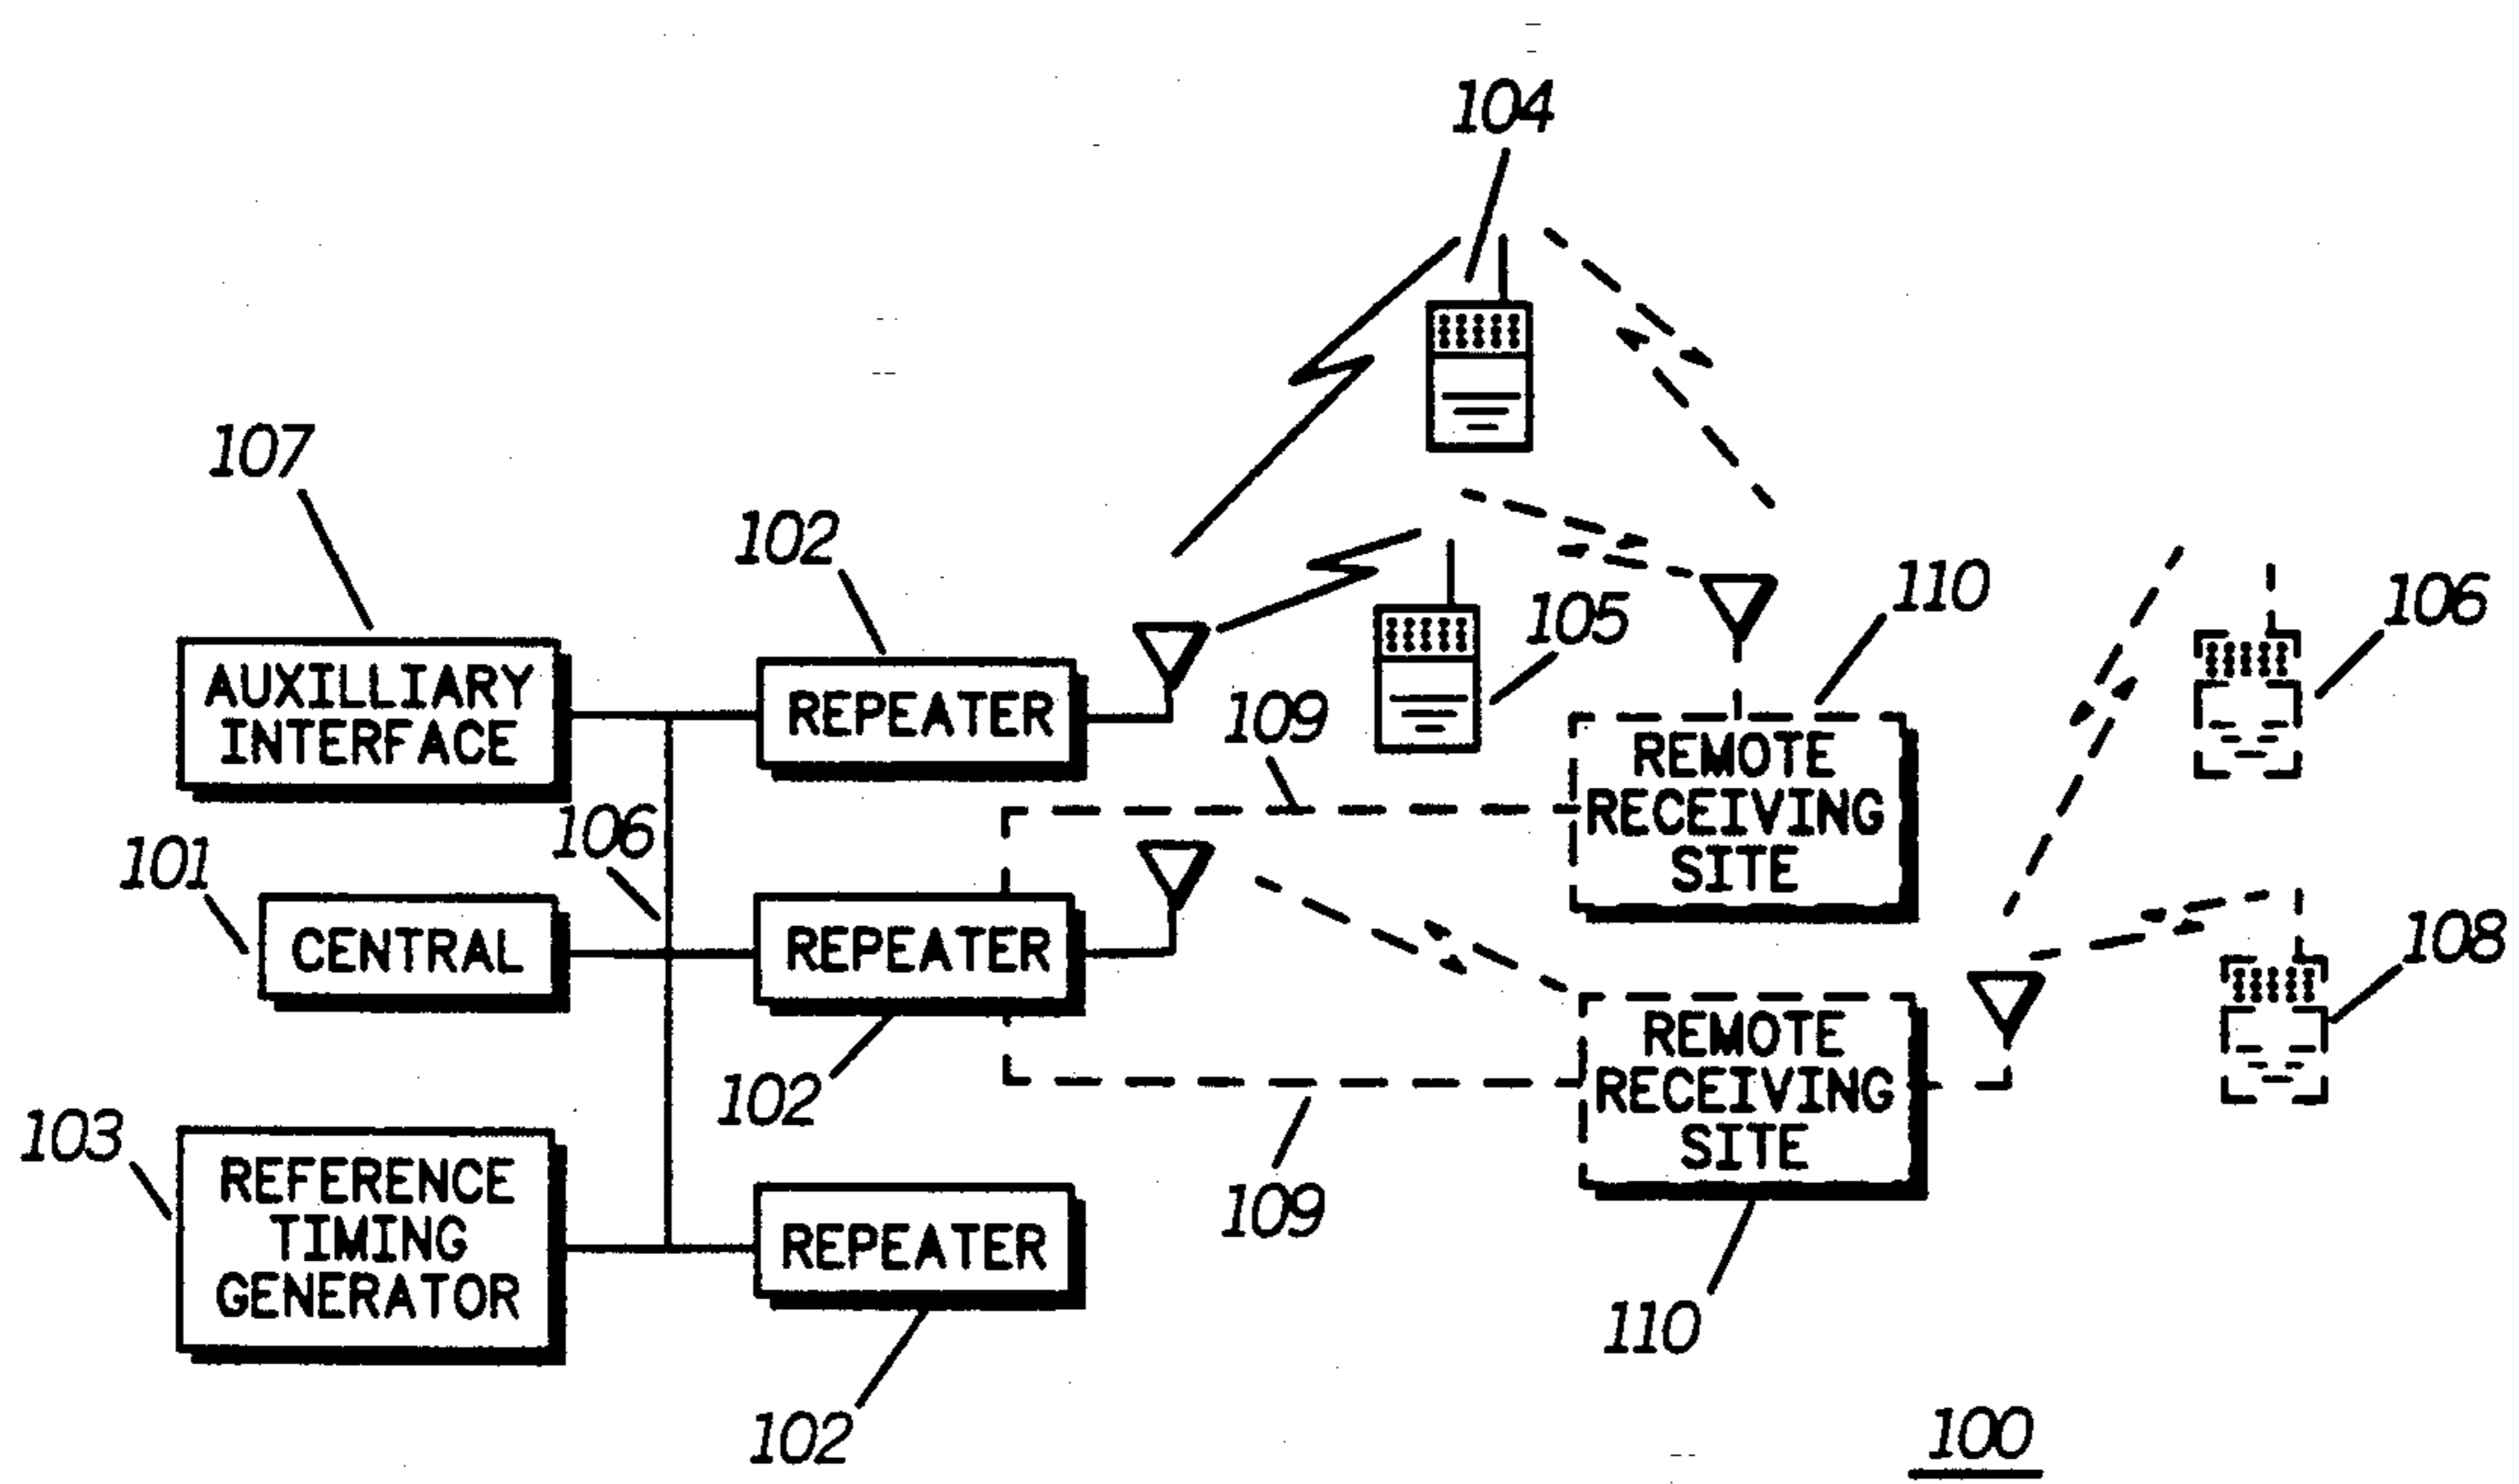 104
107
102
110
106
105
AUXILLIARY
INTERFACE
REPEATER
109
REMOTE
RECEIVING
SITE
101
106
108
CENTRAL
REPEATER
102
REMOTE
RECEIVING
SITE
103
REFERENCE
TIMING
GENERATOR
REPEATER
109
110
102
100